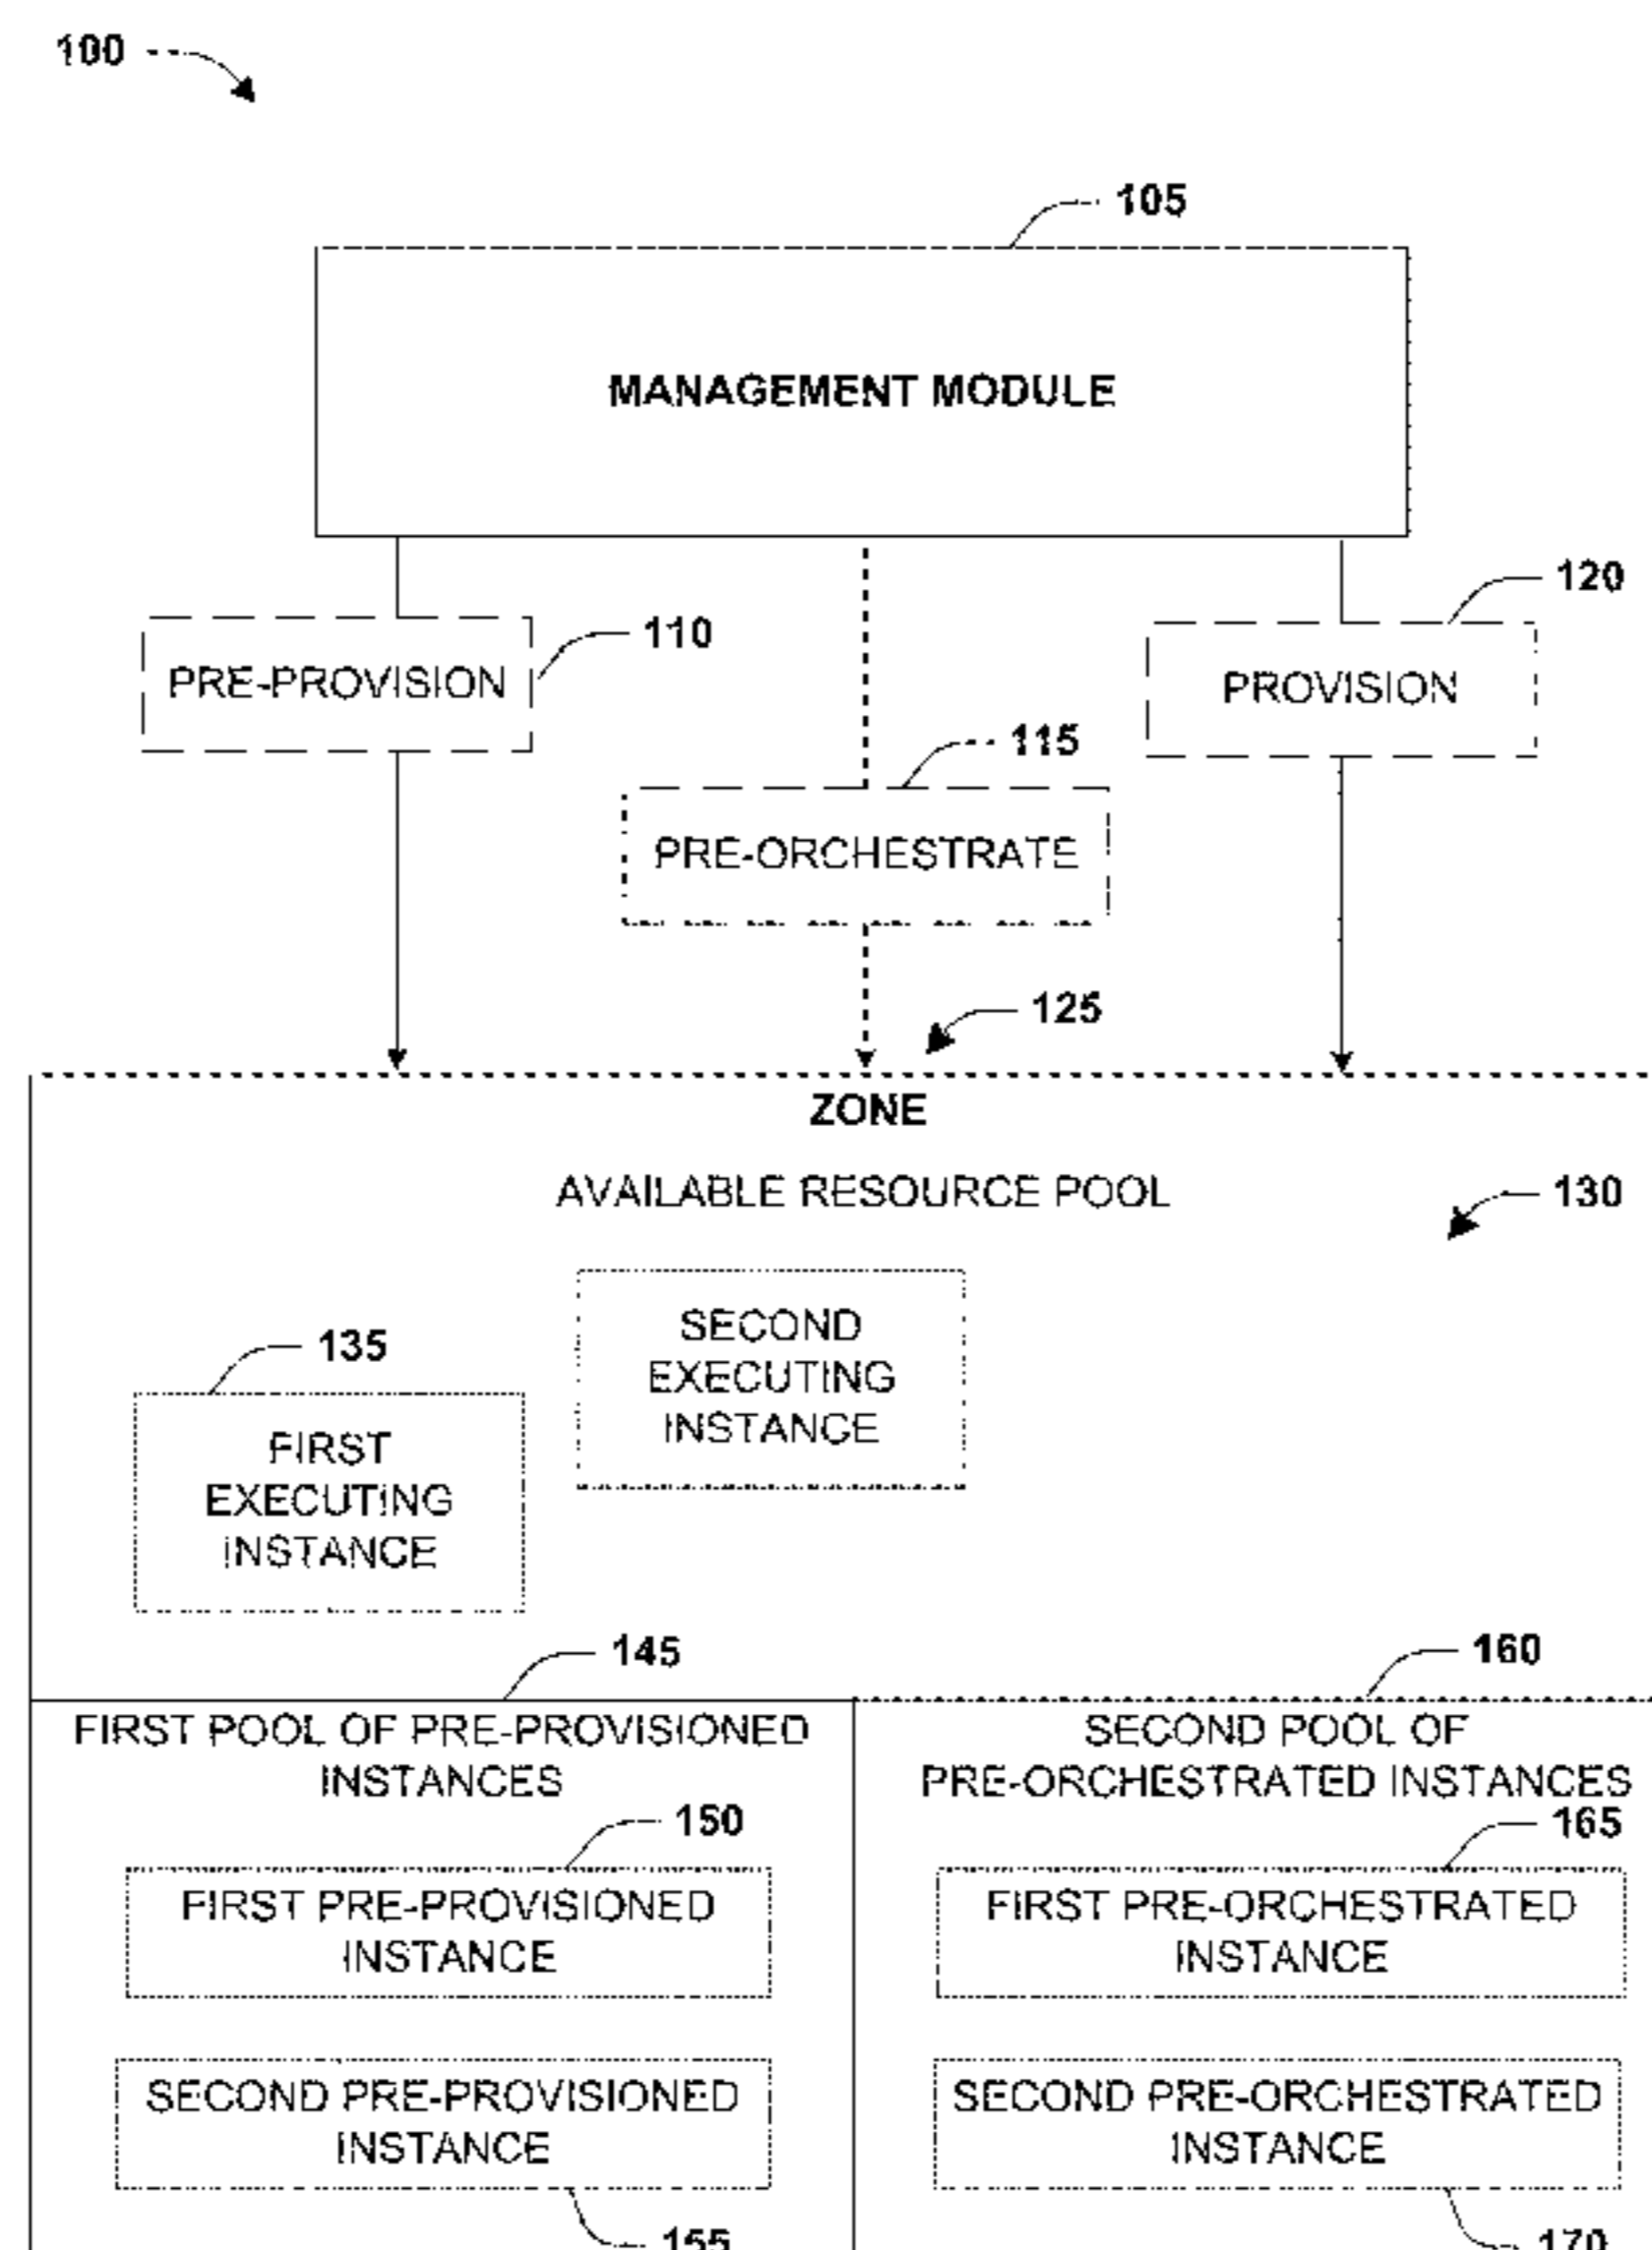 100
105
MANAGEMENT MODULE
120
110
PRE-PROVISION
PROVISION
115
PRE-ORCHESTRATE
125
ZONE
AVAILABLE RESOURCE POOL
130
SECOND
EXECUTING
INSTANCE
135
FIRST
EXECUTING
INSTANCE
145
160
FIRST POOL OF PRE-PROVISIONED
INSTANCES
SECOND POOL OF
PRE-ORCHESTRATED INSTANCES
150
165
FIRST PRE-PROVISIONED
INSTANCE
FIRST PRE-ORCHESTRATED
INSTANCE
SECOND PRE-PROVISIONED
INSTANCE
SECOND PRE-ORCHESTRATED
INSTANCE
155
170